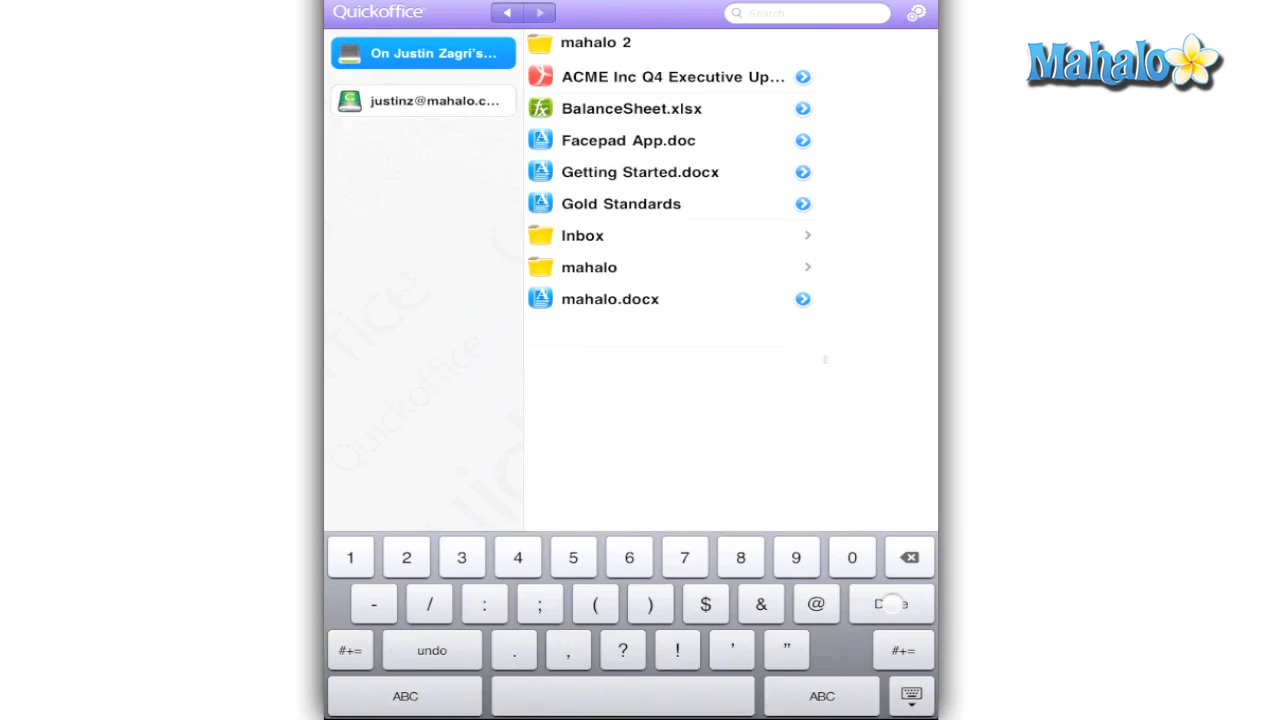 Quickoffice
Search
Mahalo
On Justin Zagri's...
justinz@mahalo.c...
mahalo 2
ACME Inc Q4 Executive Up...
BalanceSheet.xlsx
Facepad App.doc
Getting Started.docx
Gold Standards
Inbox
mahalo
mahalo.docx
Quickoffice
1 2 3 4 5 6 7 8 9 0
- / : ; ( ) $ & @
#+= undo . , ? ! ' " #+=
ABC ABC